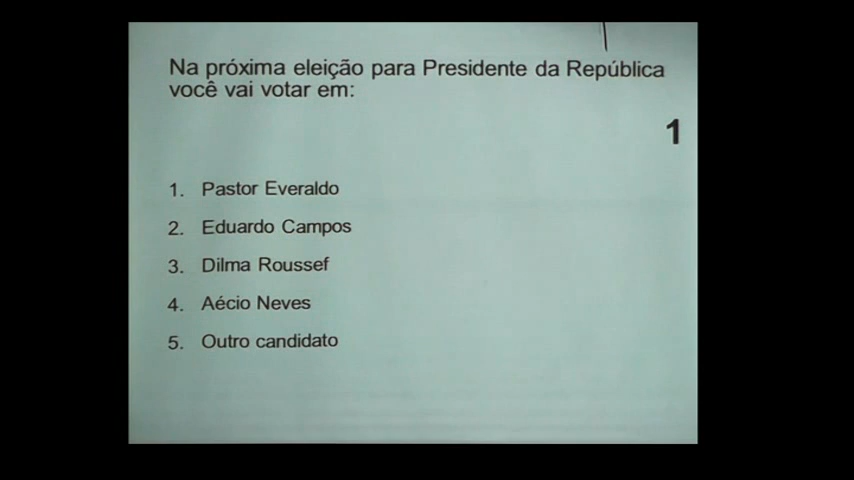 Na próxima eleição para Presidente da República
você vai votar em:
1
1. Pastor Everaldo
2. Eduardo Campos
3. Dilma Roussef
4. Aécio Neves
5. Outro candidato